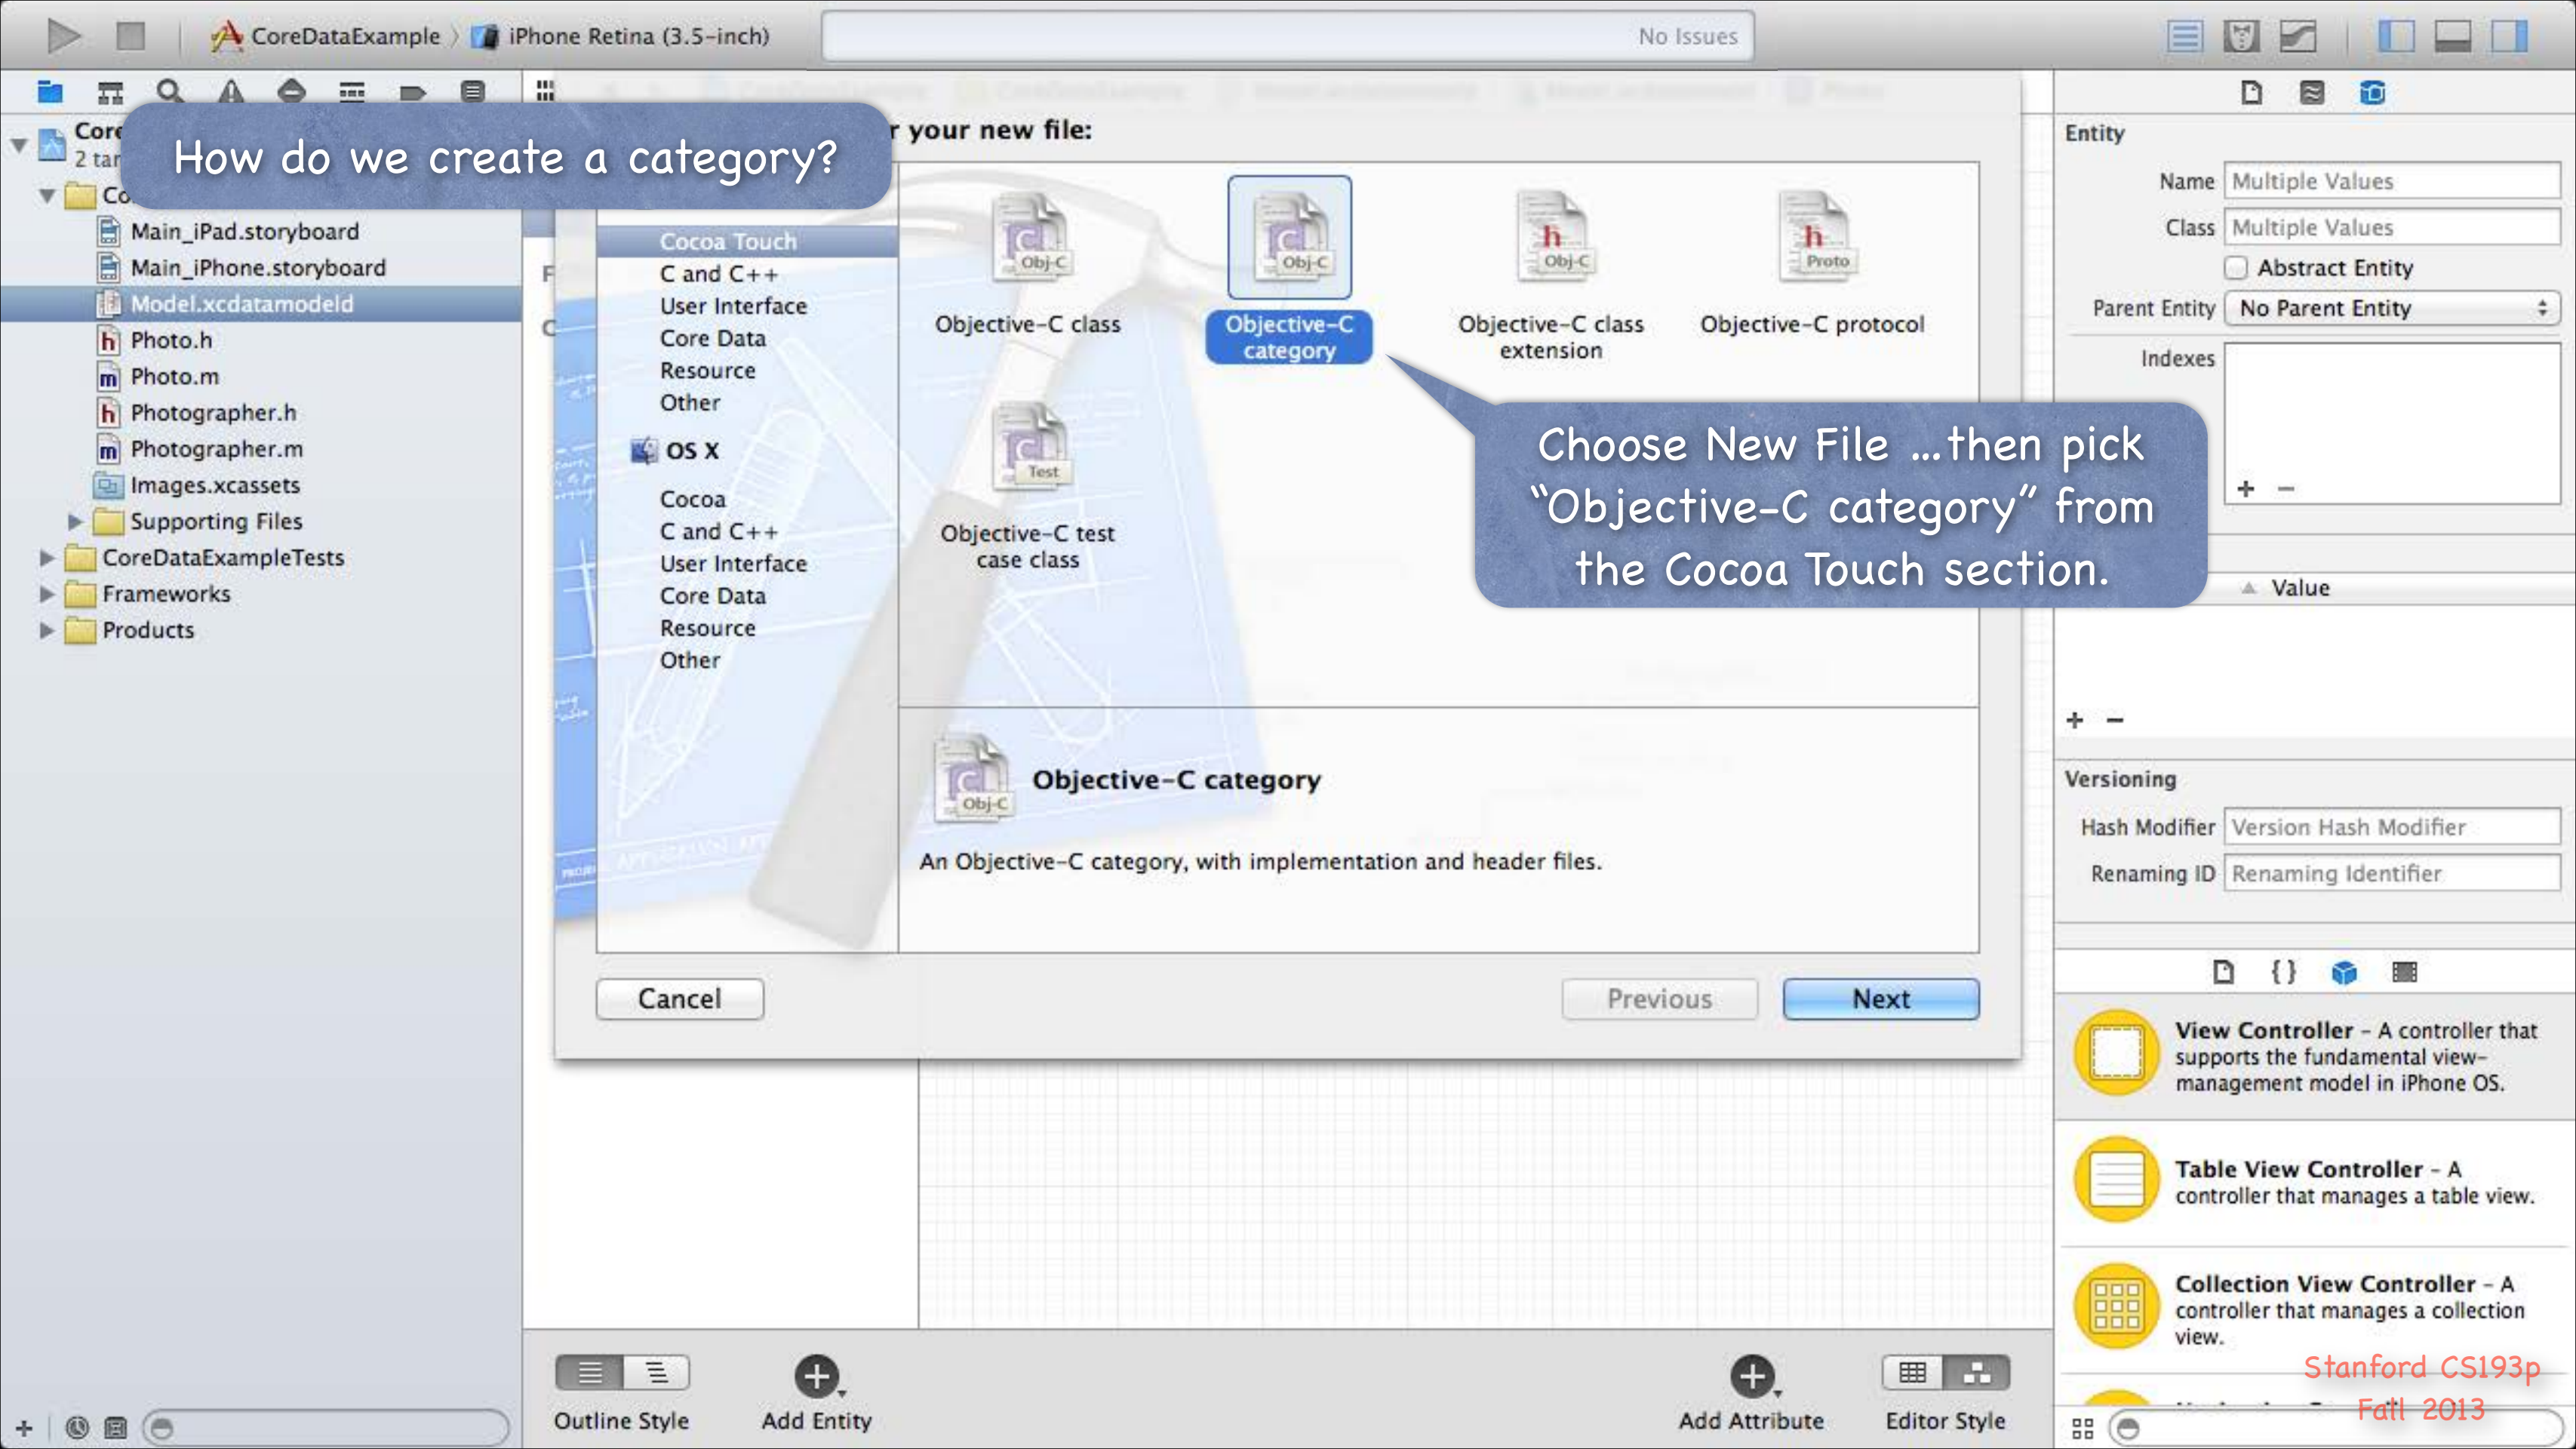 CoreDataExample 〉 iPhone Retina (3.5-inch)
No Issues
Core
2 tar
How do we create a category?
r your new file:
Co
Main_iPad.storyboard
Main_iPhone.storyboard
Model.xcdatamodeld
Photo.h
Photo.m
Photographer.h
Photographer.m
Images.xcassets
Supporting Files
CoreDataExampleTests
Frameworks
Products
Cocoa Touch
C and C++
User Interface
Core Data
Resource
Other
OS X
Cocoa
C and C++
User Interface
Core Data
Resource
Other
Objective-C class
Objective-C
category
Objective-C class
extension
Objective-C protocol
Objective-C test
case class
Choose New File ...then pick
“Objective-C category” from
the Cocoa Touch section.
Objective-C category
An Objective-C category, with implementation and header files.
Cancel
Previous
Next
Entity
Name Multiple Values
Class Multiple Values
Abstract Entity
Parent Entity No Parent Entity
Indexes
Value
Versioning
Hash Modifier Version Hash Modifier
Renaming ID Renaming Identifier
View Controller - A controller that
supports the fundamental view-
management model in iPhone OS.
Table View Controller - A
controller that manages a table view.
Collection View Controller - A
controller that manages a collection
view.
Outline Style
Add Entity
Add Attribute
Editor Style
Stanford CS193p
Fall 2013